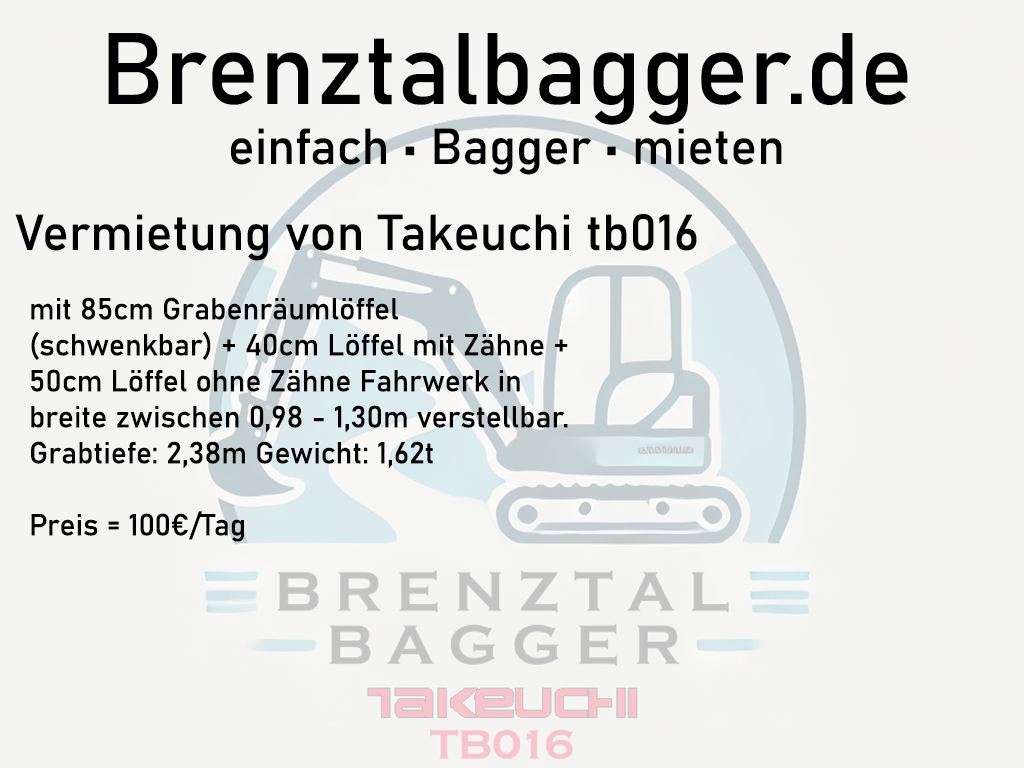 Brenztalbagger.de
einfach · Bagger · mieten
Vermietung von Takeuchi tb016
mit 85cm Grabenräumlöffel
(schwenkbar) + 40cm Löffel mit Zähne +
50cm Löffel ohne Zähne Fahrwerk in
breite zwischen 0,98 - 1,30m verstellbar.
Grabtiefe: 2,38m Gewicht: 1,62t
Preis = 100€/Tag
BRENZTAL
BAGGER
TAKEUCHI
TB016